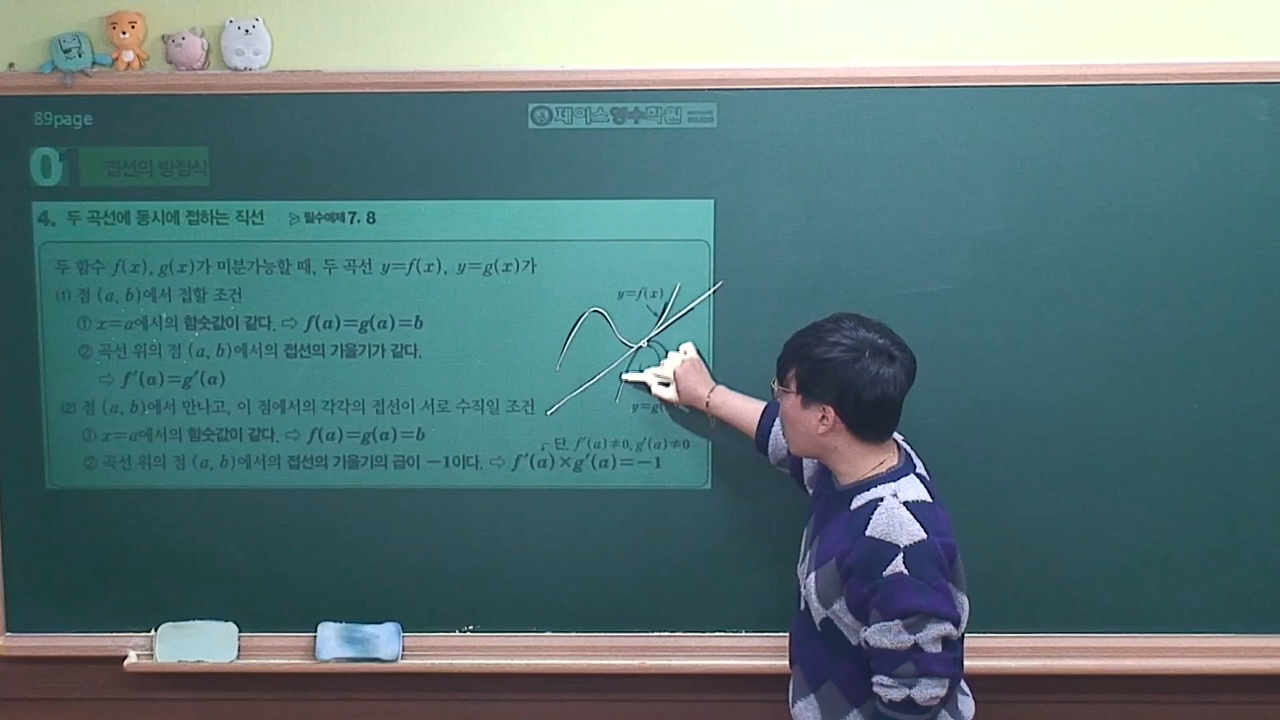 89page
제이스영수학원
01 접선의 방정식
4. 두 곡선에 동시에 접하는 직선 ≫ 필수예제 7, 8
두 함수 f(x), g(x)가 미분가능할 때, 두 곡선 y=f(x), y=g(x)가
(1) 점 (a, b)에서 접할 조건
① x=a에서의 함숫값이 같다. ⇨ f(a)=g(a)=b
② 곡선 위의 점 (a, b)에서의 접선의 기울기가 같다.
⇨ f′(a)=g′(a)
y=f(x)
y=g
(2) 점 (a, b)에서 만나고, 이 점에서의 각각의 접선이 서로 수직일 조건
① x=a에서의 함숫값이 같다. ⇨ f(a)=g(a)=b
단, f′(a)≠0, g′(a)≠0
② 곡선 위의 점 (a, b)에서의 접선의 기울기의 곱이 −1이다. ⇨ f′(a)×g′(a)=−1